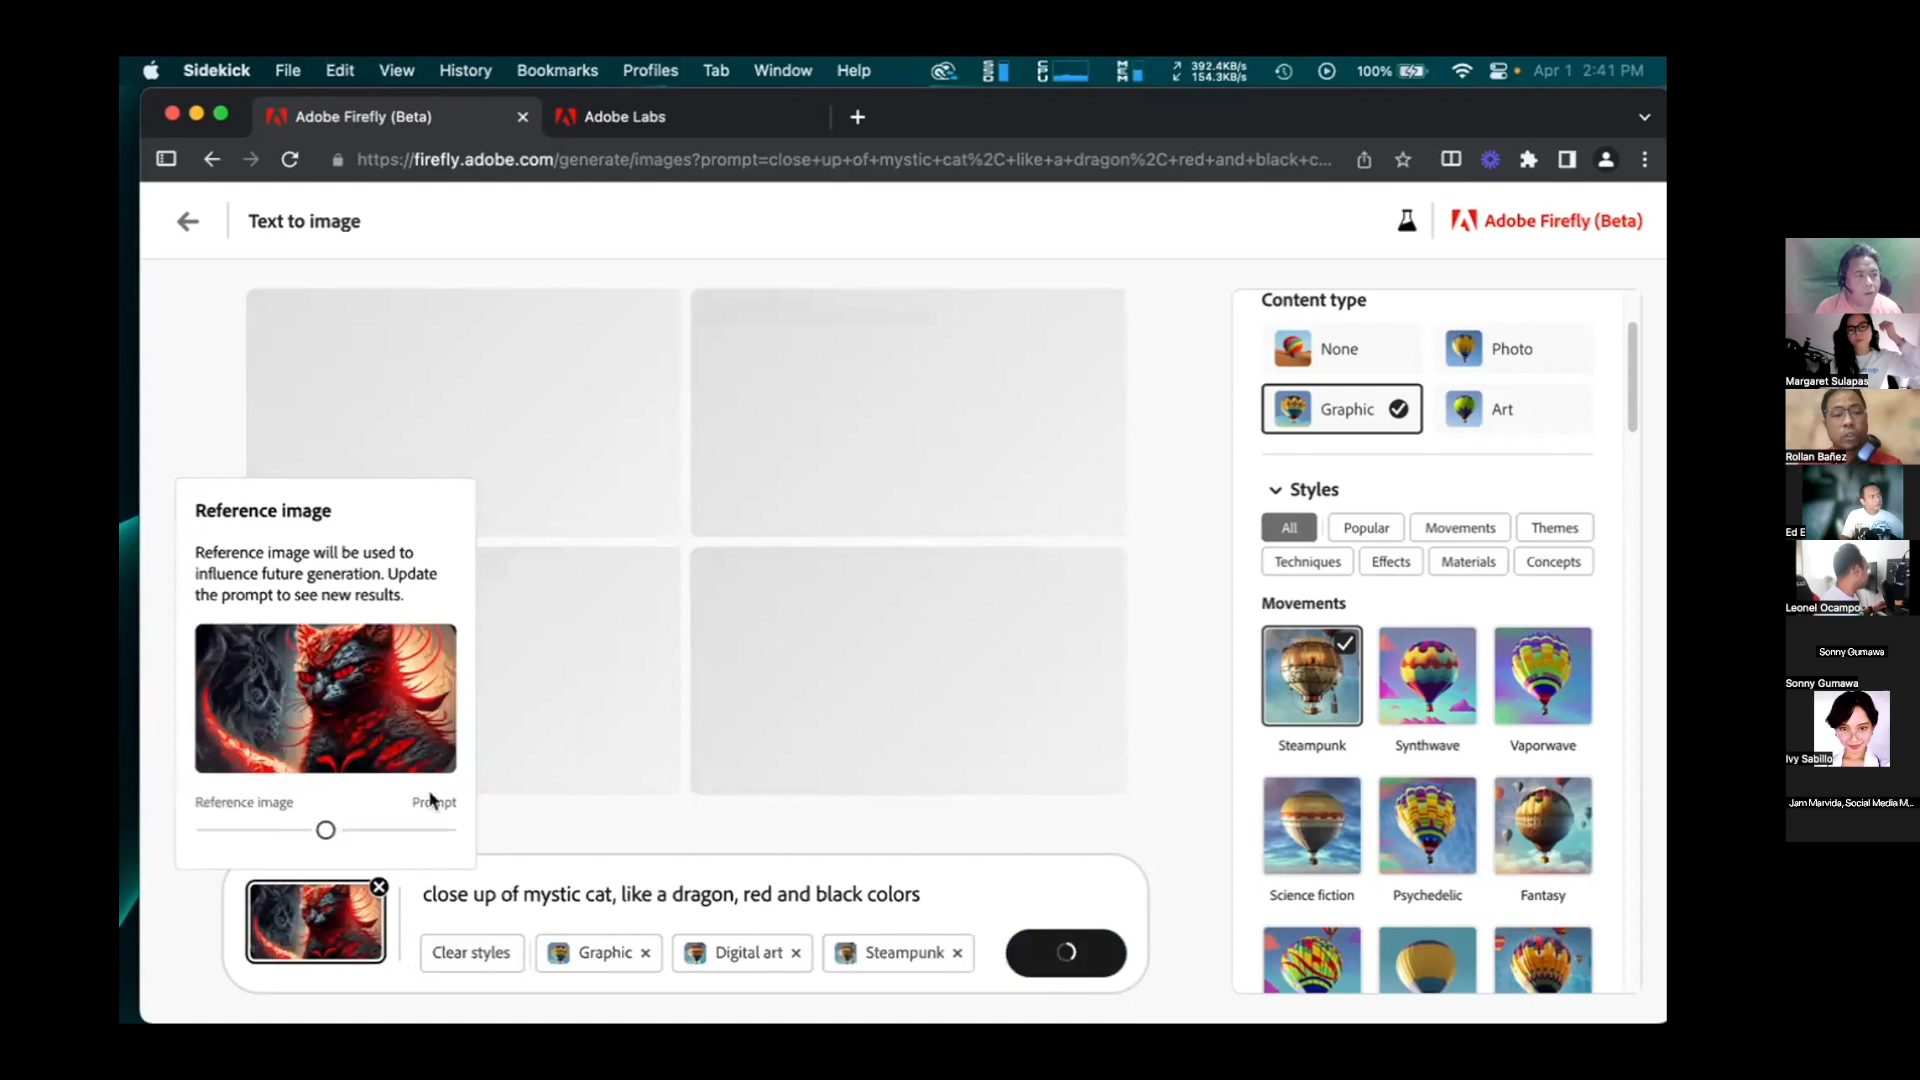 Sidekick File Edit View History Bookmarks Profiles Tab Window Help
392.4KB/s
154.3KB/s
100%
Apr 1 2:41 PM
Adobe Firefly (Beta)
Adobe Labs
https://firefly.adobe.com/generate/images?prompt=close+up+of+mystic+cat%2C+like+a+dragon%2C+red+and+black+c...
Text to image
Adobe Firefly (Beta)
Reference image
Reference image will be used to
influence future generation. Update
the prompt to see new results.
Reference image
Prompt
close up of mystic cat, like a dragon, red and black colors
Clear styles
Graphic
Digital art
Steampunk
Content type
None
Photo
Graphic
Art
Styles
All Popular Movements Themes
Techniques Effects Materials Concepts
Movements
Steampunk Synthwave Vaporwave
Science fiction Psychedelic Fantasy
Margaret Sulapas
Rollan Bañez
Ed E
Leonel Ocampo
Sonny Gumawa
Sonny Gumawa
Ivy Sabillo
Jam Marvida, Social Media M...